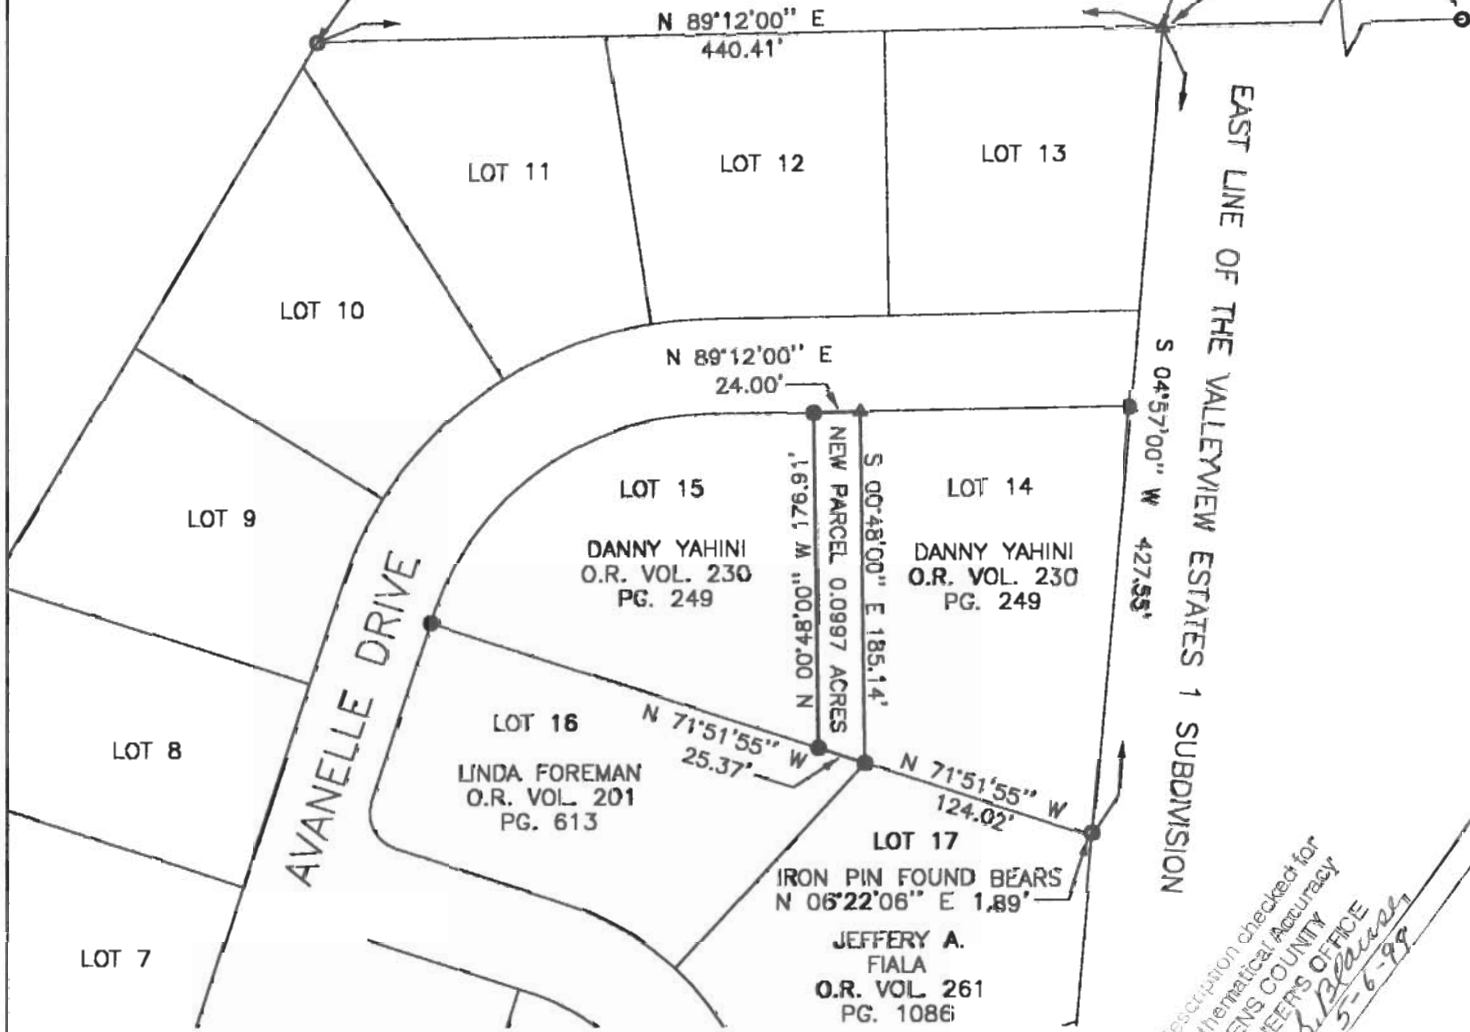 N 89°12'00" E
440.41'
LOT 11
LOT 12
LOT 13
LOT 10
EAST LINE OF THE VALLEYVIEW ESTATES 1 SUBDIVISION
N 89°12'00" E
24.00'
S 04°57'00" W 427.55'
LOT 9
LOT 15
DANNY YAHINI
O.R. VOL. 230
PG. 249
N 00°48'00" W 176.91'
NEW PARCEL 0.0997 ACRES
S 00°48'00" E 185.14'
LOT 14
DANNY YAHINI
O.R. VOL. 230
PG. 249
AVANELLE DRIVE
LOT 8
LOT 16
LINDA FOREMAN
O.R. VOL. 201
PG. 613
N 71°51'55" W
25.37'
N 71°51'55" W
124.02'
LOT 17
IRON PIN FOUND BEARS
N 06°22'06" E 1.89'
JEFFERY A.
FIALA
O.R. VOL. 261
PG. 1086
LOT 7
checked for
Accuracy
COUNTY
OFFICE
5-6-99